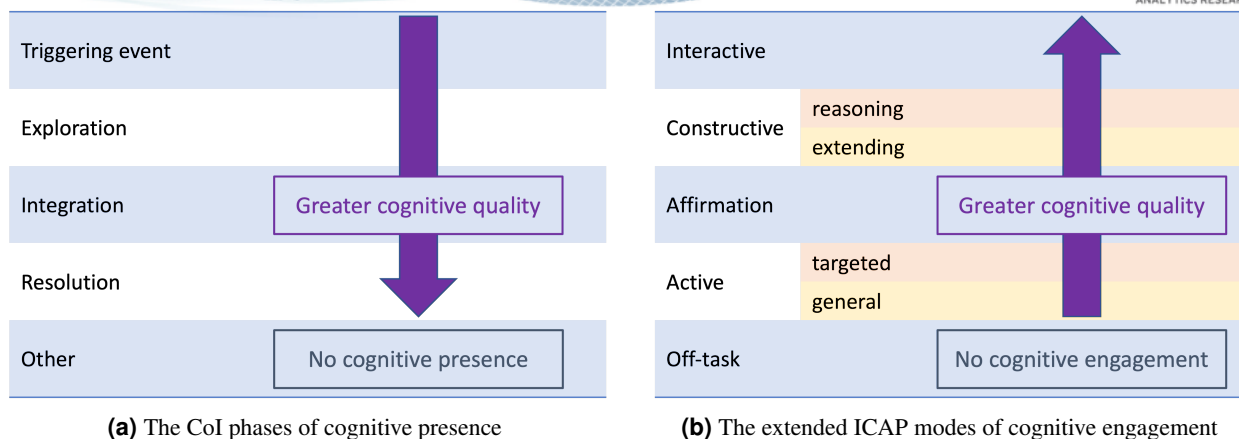 ANALYTICS RESEAR
Triggering event
Exploration
Integration
Greater cognitive quality
Resolution
Other
No cognitive presence
(a) The CoI phases of cognitive presence
Interactive
Constructive
reasoning
extending
Affirmation
Greater cognitive quality
Active
targeted
general
Off-task
No cognitive engagement
(b) The extended ICAP modes of cognitive engagement